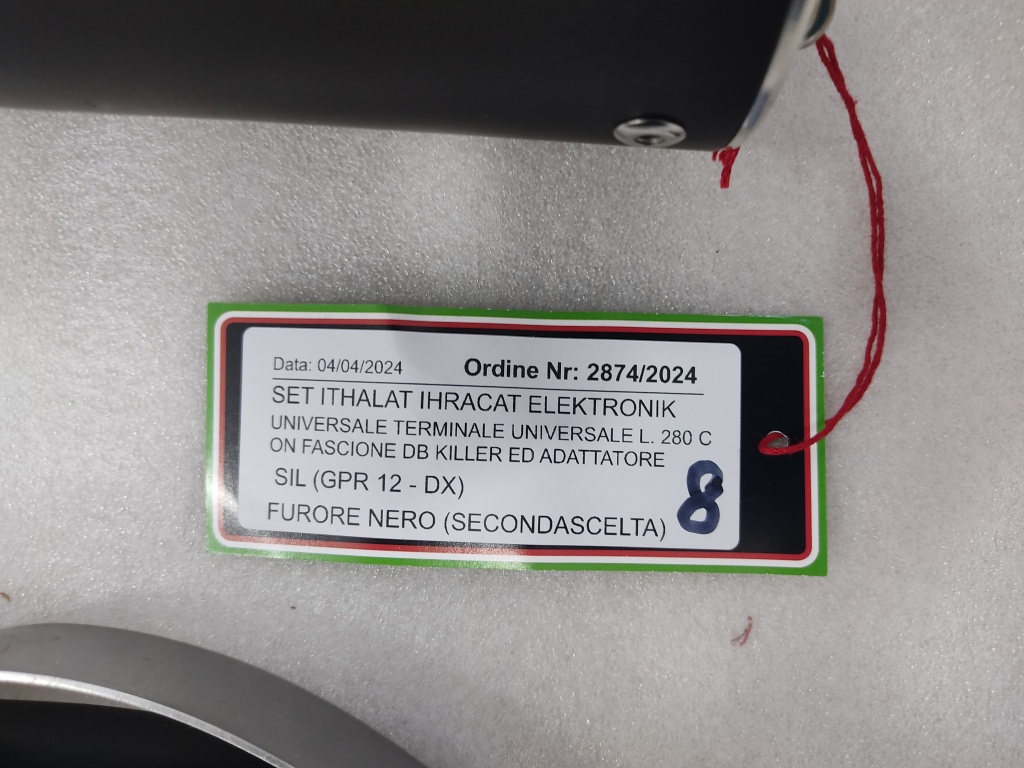 Data: 04/04/2024 Ordine Nr: 2874/2024
SET ITHALAT IHRACAT ELEKTRONIK
UNIVERSALE TERMINALE UNIVERSALE L. 280 C
ON FASCIONE DB KILLER ED ADATTATORE
SIL (GPR 12 - DX)
FURORE NERO (SECONDASCELTA)
8